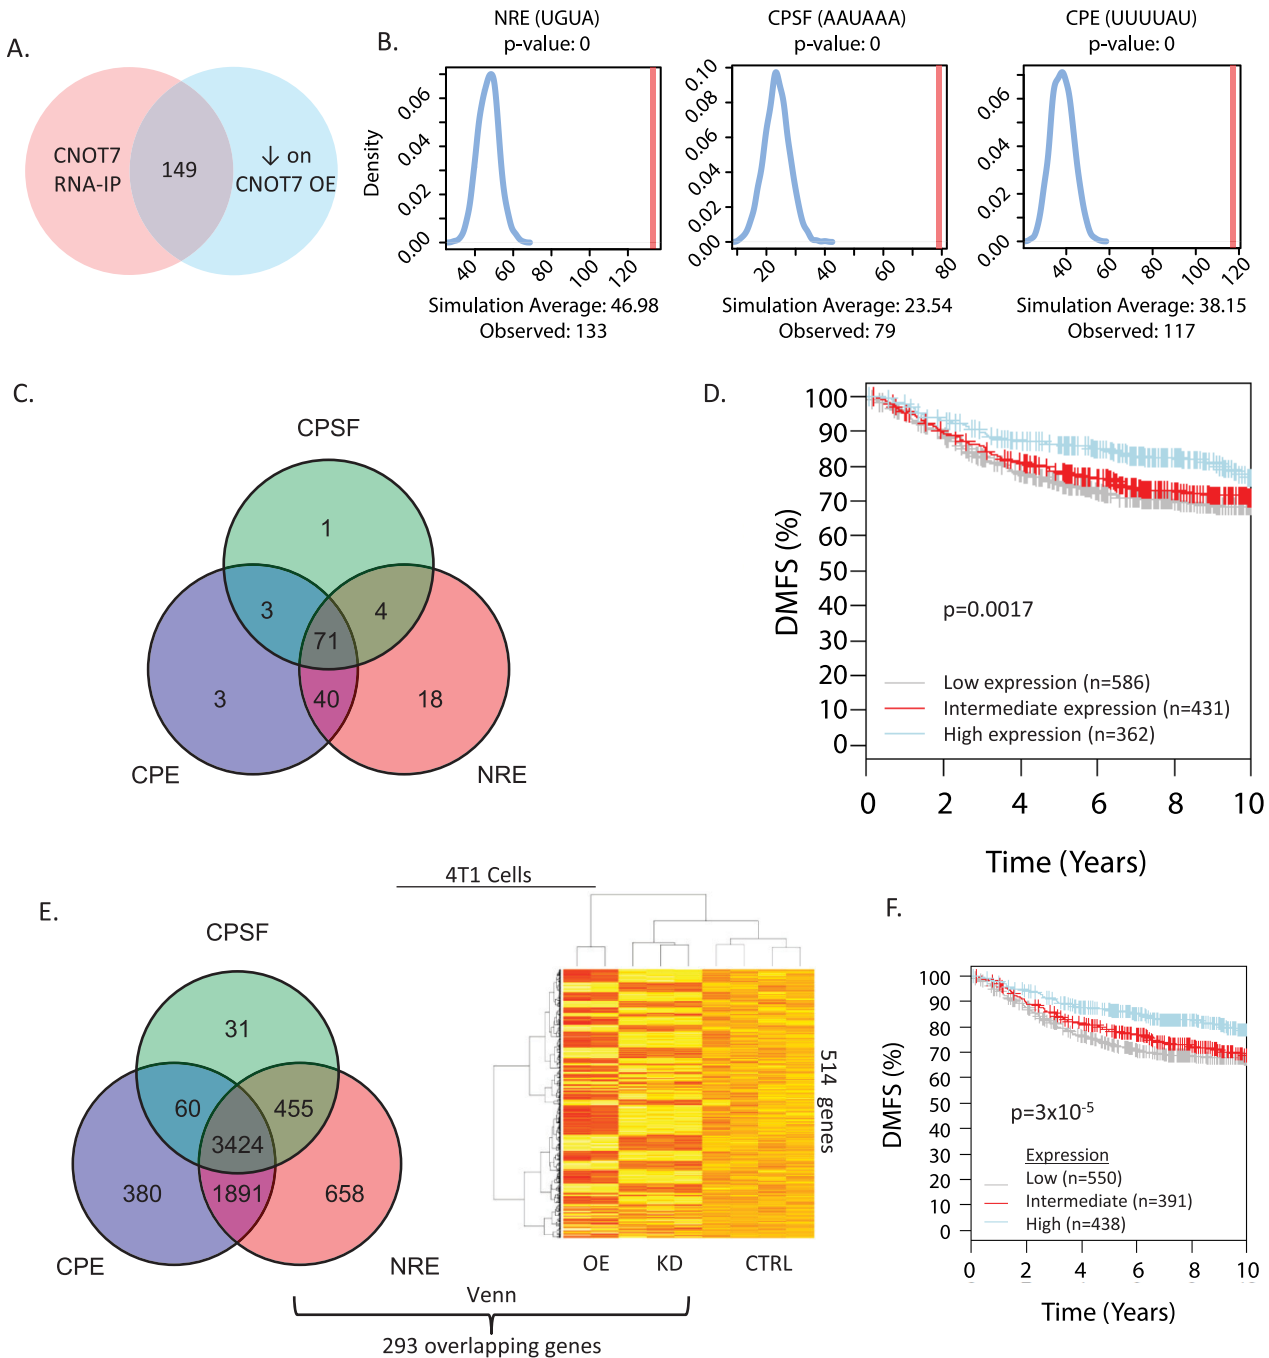 A.
CNOT7
RNA-IP
149
↓ on
CNOT7 OE
B.
NRE (UGUA)
p-value: 0
CPSF (AAUAAA)
p-value: 0
CPE (UUUUAU)
p-value: 0
Density
0.00 0.02 0.04 0.06
40 60 80 100 120
0.00 0.02 0.04 0.06 0.08 0.10
20 40 60 80
0.00 0.02 0.04 0.06
40 60 80 100 120
Simulation Average: 46.98
Observed: 133
Simulation Average: 23.54
Observed: 79
Simulation Average: 38.15
Observed: 117
C.
CPSF
1
3
4
71
3
40
18
CPE
NRE
D.
DMFS (%)
100
90
80
70
60
50
40
30
20
10
0
p=0.0017
Low expression (n=586)
Intermediate expression (n=431)
High expression (n=362)
0 2 4 6 8 10
Time (Years)
E.
CPSF
31
60
455
3424
380
1891
658
CPE
NRE
4T1 Cells
514 genes
OE
KD
CTRL
Venn
293 overlapping genes
F.
DMFS (%)
100
90
80
70
60
50
40
30
20
10
0
p=3x10-5
Expression
Low (n=550)
Intermediate (n=391)
High (n=438)
0 2 4 6 8 10
Time (Years)